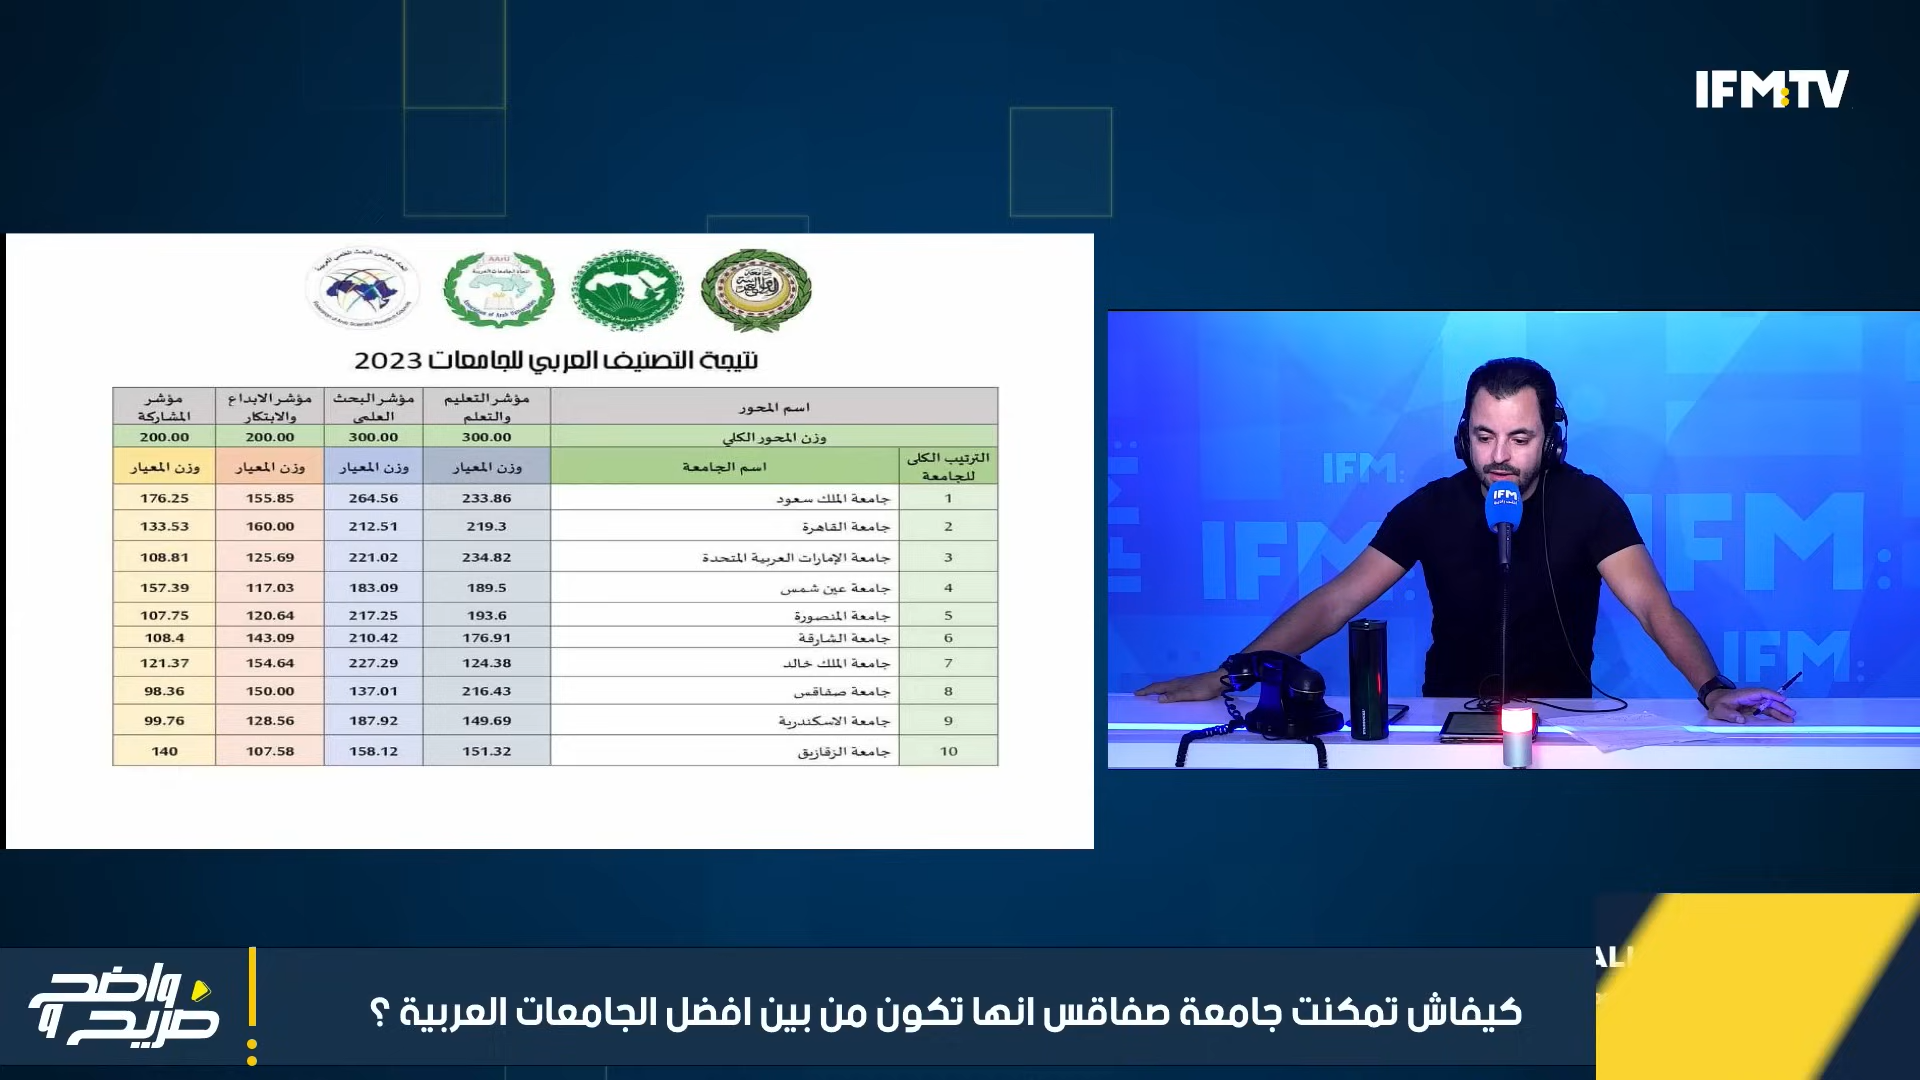 IFM:TV
نتيجة التصنيف العربي للجامعات 2023
اسم المحور مؤشر التعليم والتعلم مؤشر البحث العلمى مؤشر الابداع والابتكار مؤشر المشاركة
وزن المحور الكلي 300.00 300.00 200.00 200.00
الترتيب الكلى للجامعة اسم الجامعة وزن المعيار وزن المعيار وزن المعيار وزن المعيار
1 جامعة الملك سعود 233.86 264.56 155.85 176.25
2 جامعة القاهرة 219.3 212.51 160.00 133.53
3 جامعة الإمارات العربية المتحدة 234.82 221.02 125.69 108.81
4 جامعة عين شمس 189.5 183.09 117.03 157.39
5 جامعة المنصورة 193.6 217.25 120.64 107.75
6 جامعة الشارقة 176.91 210.42 143.09 108.4
7 جامعة الملك خالد 124.38 227.29 154.64 121.37
8 جامعة صفاقس 216.43 137.01 150.00 98.36
9 جامعة الاسكندرية 149.69 187.92 128.56 99.76
10 جامعة الزقازيق 151.32 158.12 107.58 140
IFM:
IFM
IFM:
IFM:
IFM
كيفاش تمكنت جامعة صفاقس انها تكون من بين افضل الجامعات العربية ؟
واضح
و صريح